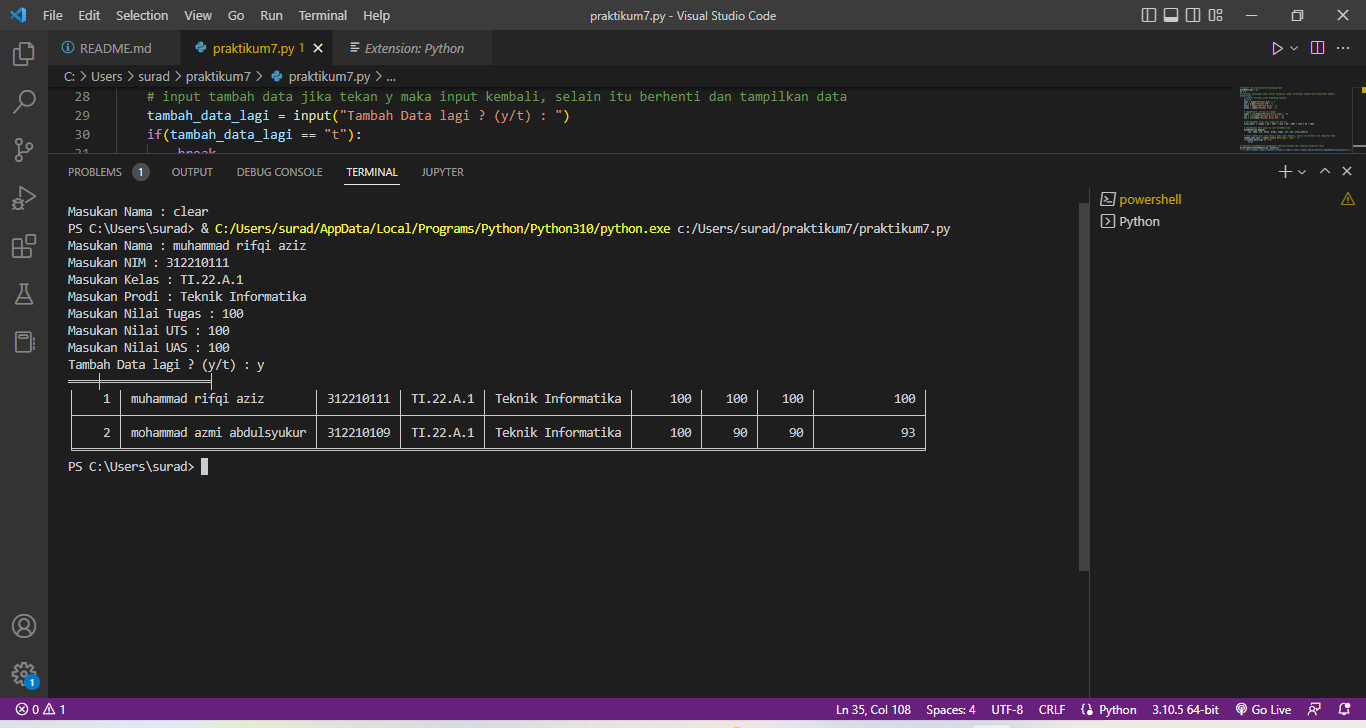 File Edit Selection View Go Run Terminal Help
praktikum7.py - Visual Studio Code
README.md
praktikum7.py 1
Extension: Python
C: > Users > surad > praktikum7 > praktikum7.py > ...
28 # input tambah data jika tekan y maka input kembali, selain itu berhenti dan tampilkan data
29 tambah_data_lagi = input("Tambah Data lagi ? (y/t) : ")
30 if(tambah_data_lagi == "t"):
31 break
PROBLEMS 1 OUTPUT DEBUG CONSOLE TERMINAL JUPYTER
Masukan Nama : clear
PS C:\Users\surad> & C:/Users/surad/AppData/Local/Programs/Python/Python310/python.exe c:/Users/surad/praktikum7/praktikum7.py
Masukan Nama : muhammad rifqi aziz
Masukan NIM : 312210111
Masukan Kelas : TI.22.A.1
Masukan Prodi : Teknik Informatika
Masukan Nilai Tugas : 100
Masukan Nilai UTS : 100
Masukan Nilai UAS : 100
Tambah Data lagi ? (y/t) : y
1 muhammad rifqi aziz 312210111 TI.22.A.1 Teknik Informatika 100 100 100 100
2 mohammad azmi abdulsyukur 312210109 TI.22.A.1 Teknik Informatika 100 90 90 93
PS C:\Users\surad>
powershell
Python
1
0 1
Ln 35, Col 108 Spaces: 4 UTF-8 CRLF Python 3.10.5 64-bit Go Live